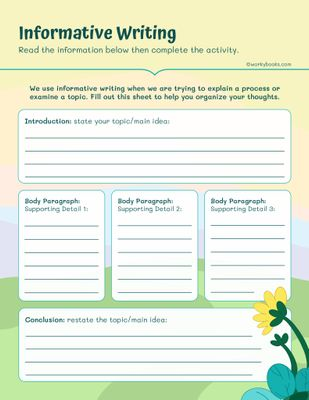 Informative Writing
Read the information below then complete the activity.
©workybooks.com
We use informative writing when we are trying to explain a process or
examine a topic. Fill out this sheet to help you organize your thoughts.
Introduction: state your topic/main idea:
Body Paragraph:
Supporting Detail 1:
Body Paragraph:
Supporting Detail 2:
Body Paragraph:
Supporting Detail 3:
Conclusion: restate the topic/main idea: